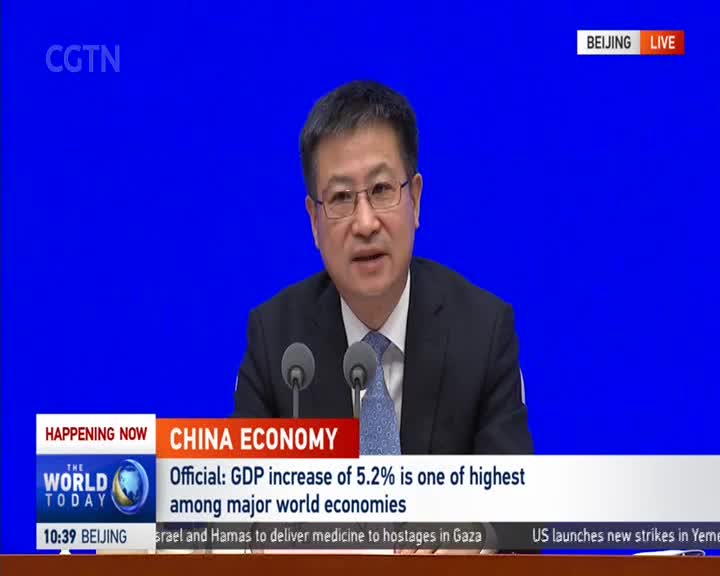 CGTN
BEIJING LIVE
HAPPENING NOW
CHINA ECONOMY
THE
WORLD
TODAY
Official: GDP increase of 5.2% is one of highest
among major world economies
10:39 BEIJING
and Hamas to deliver medicine to hostages in Gaza
US launches new strikes in